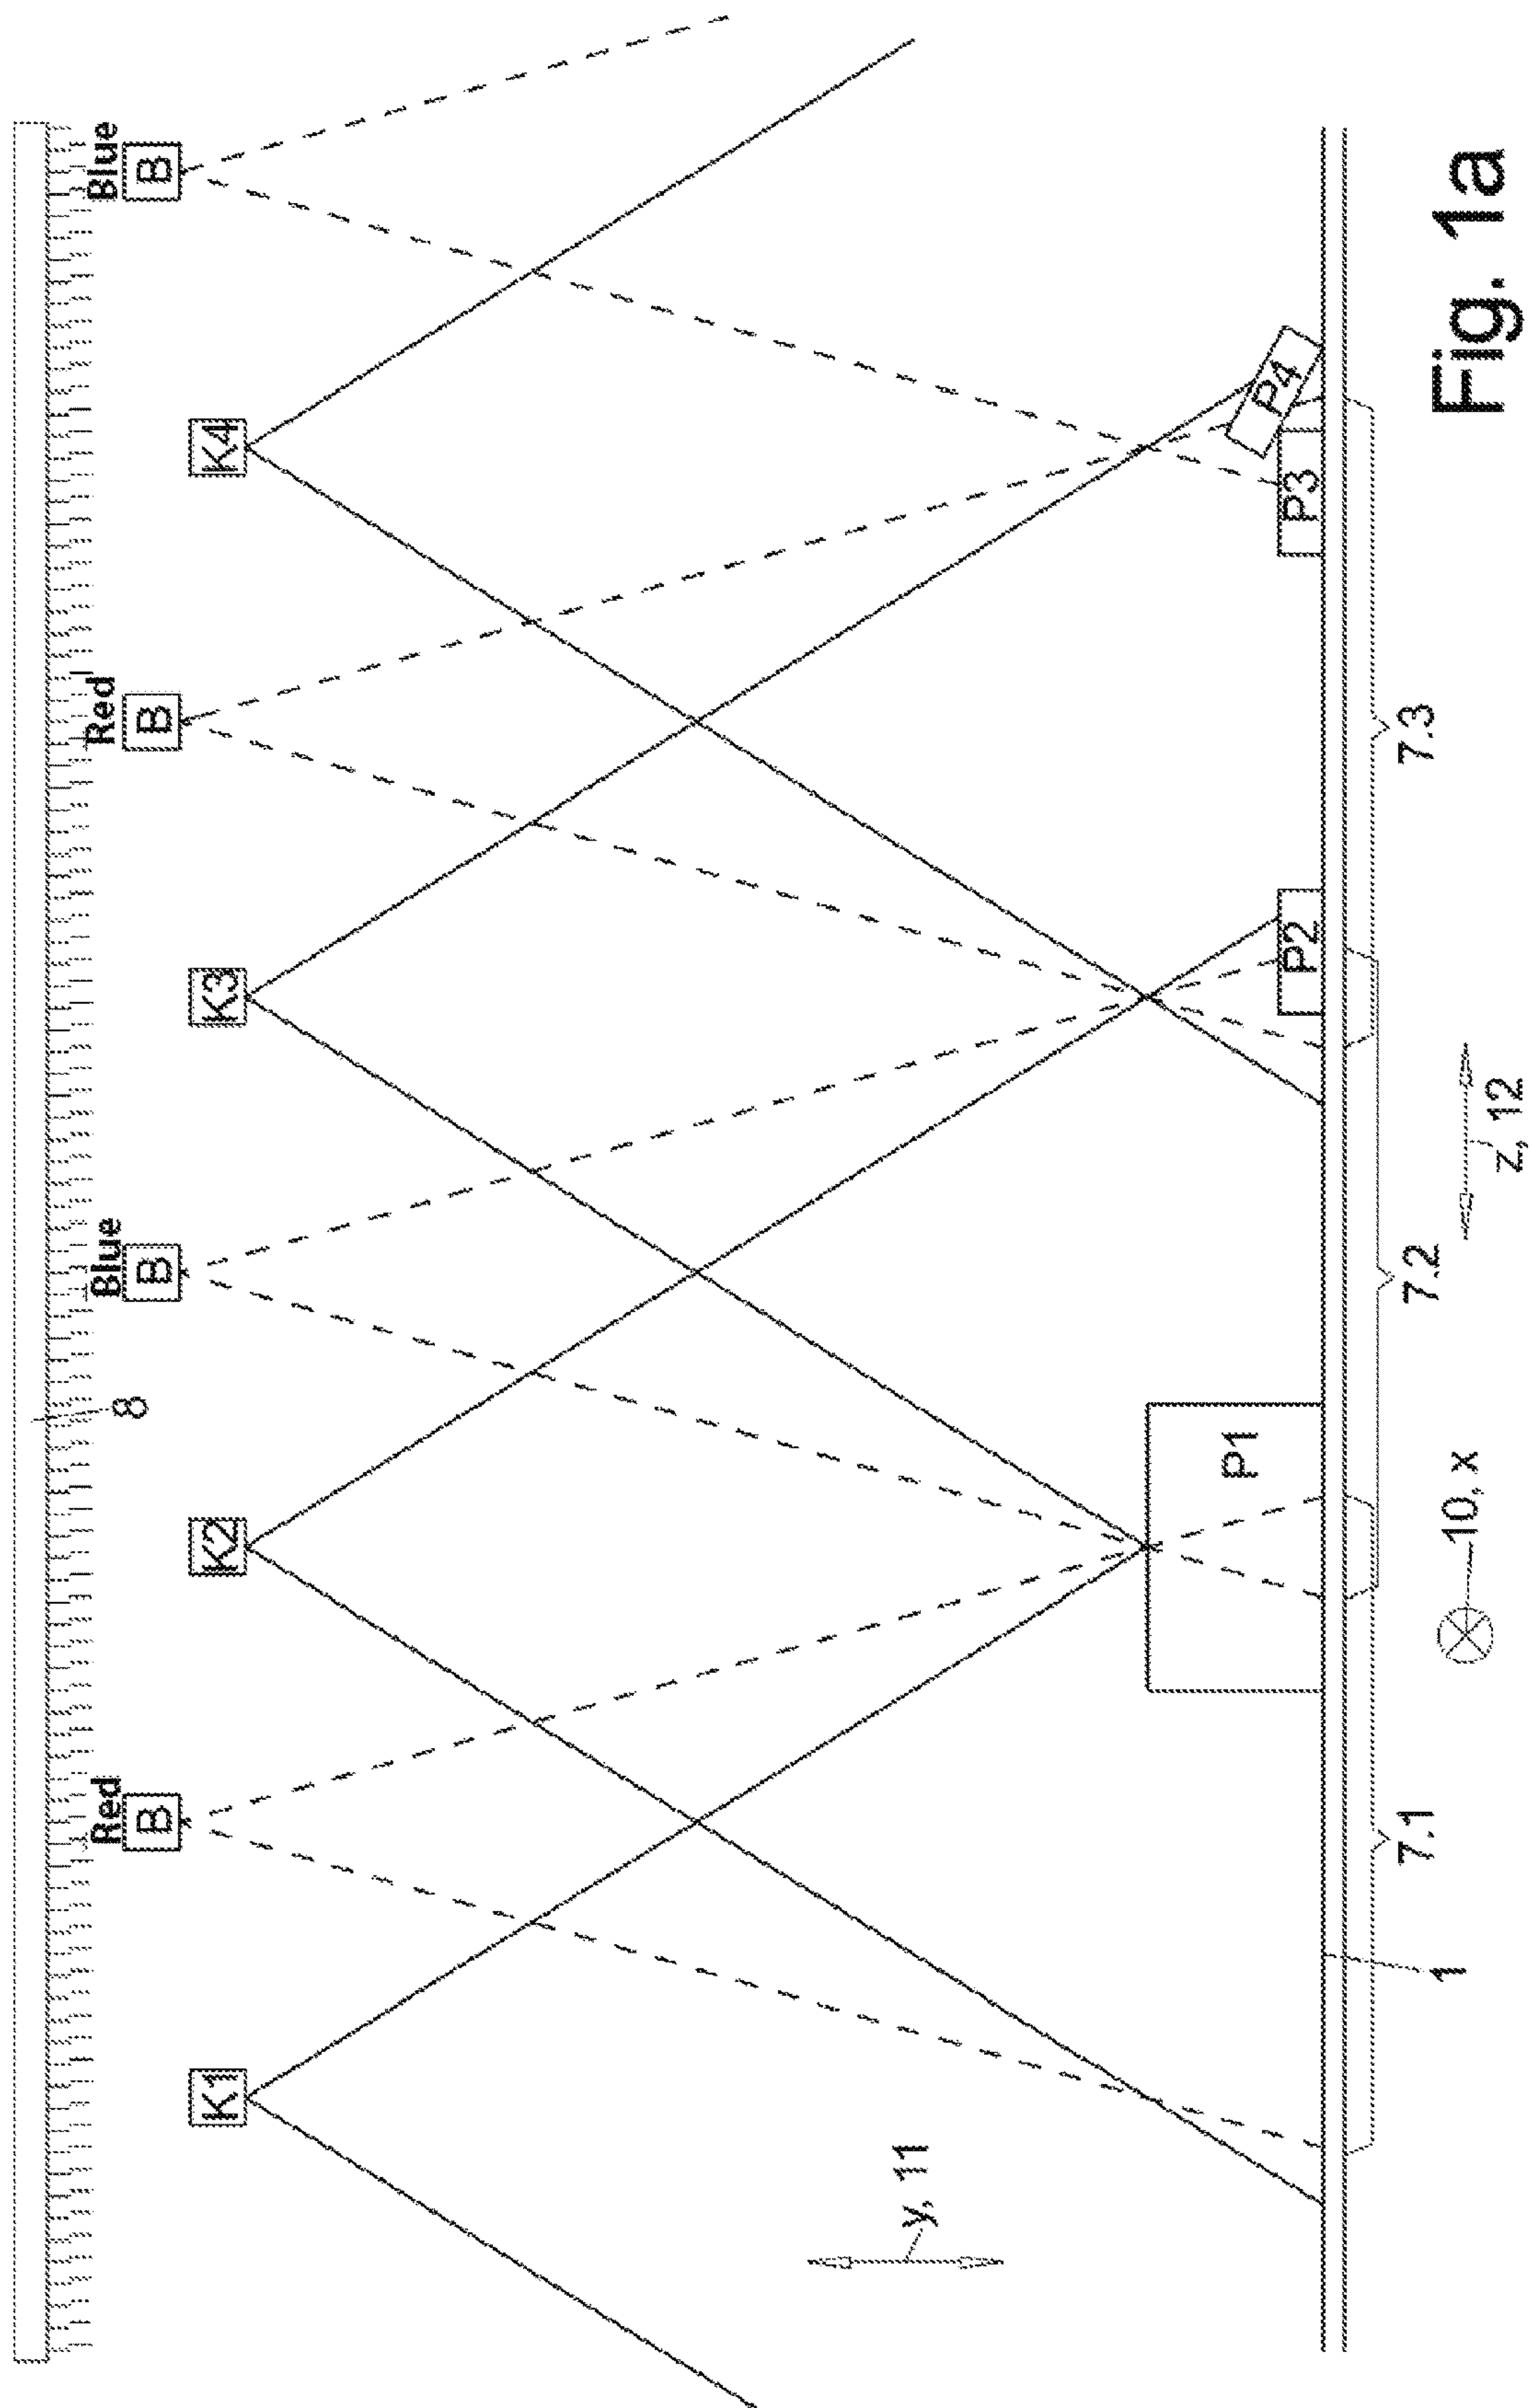 8
Red
Blue
Red
Blue
B
B
B
B
K1
K2
K3
K4
y, 11
P1
P2
P3
P4
1
7.1
7.2
7.3
10, x
z, 12
Fig. 1a